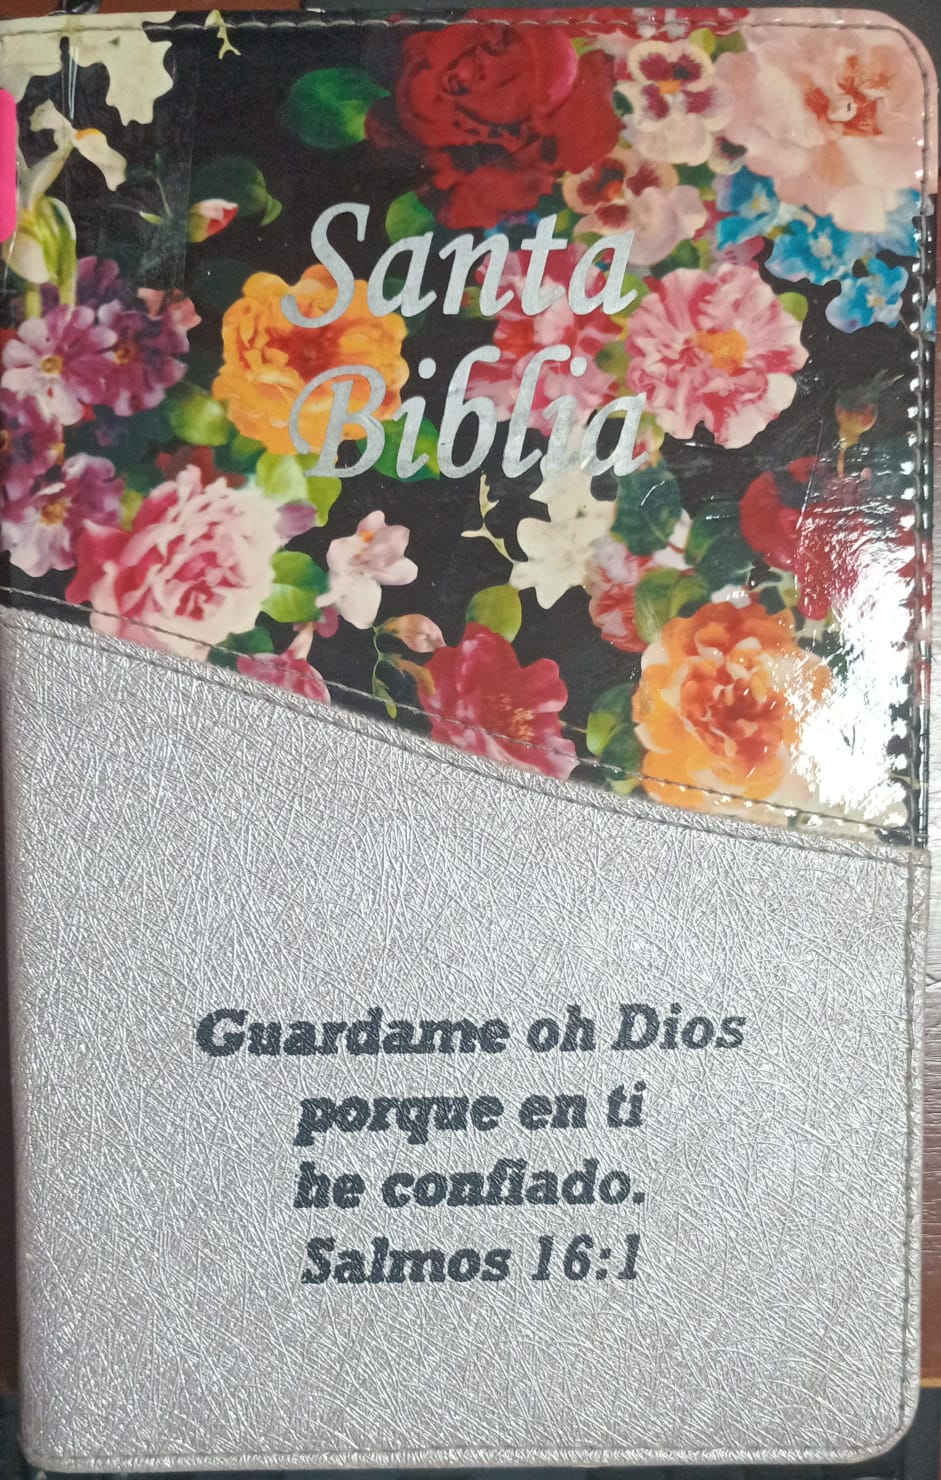 Santa
Biblia
Guardame oh Dios
porque en ti
he confiado.
Salmos 16:1